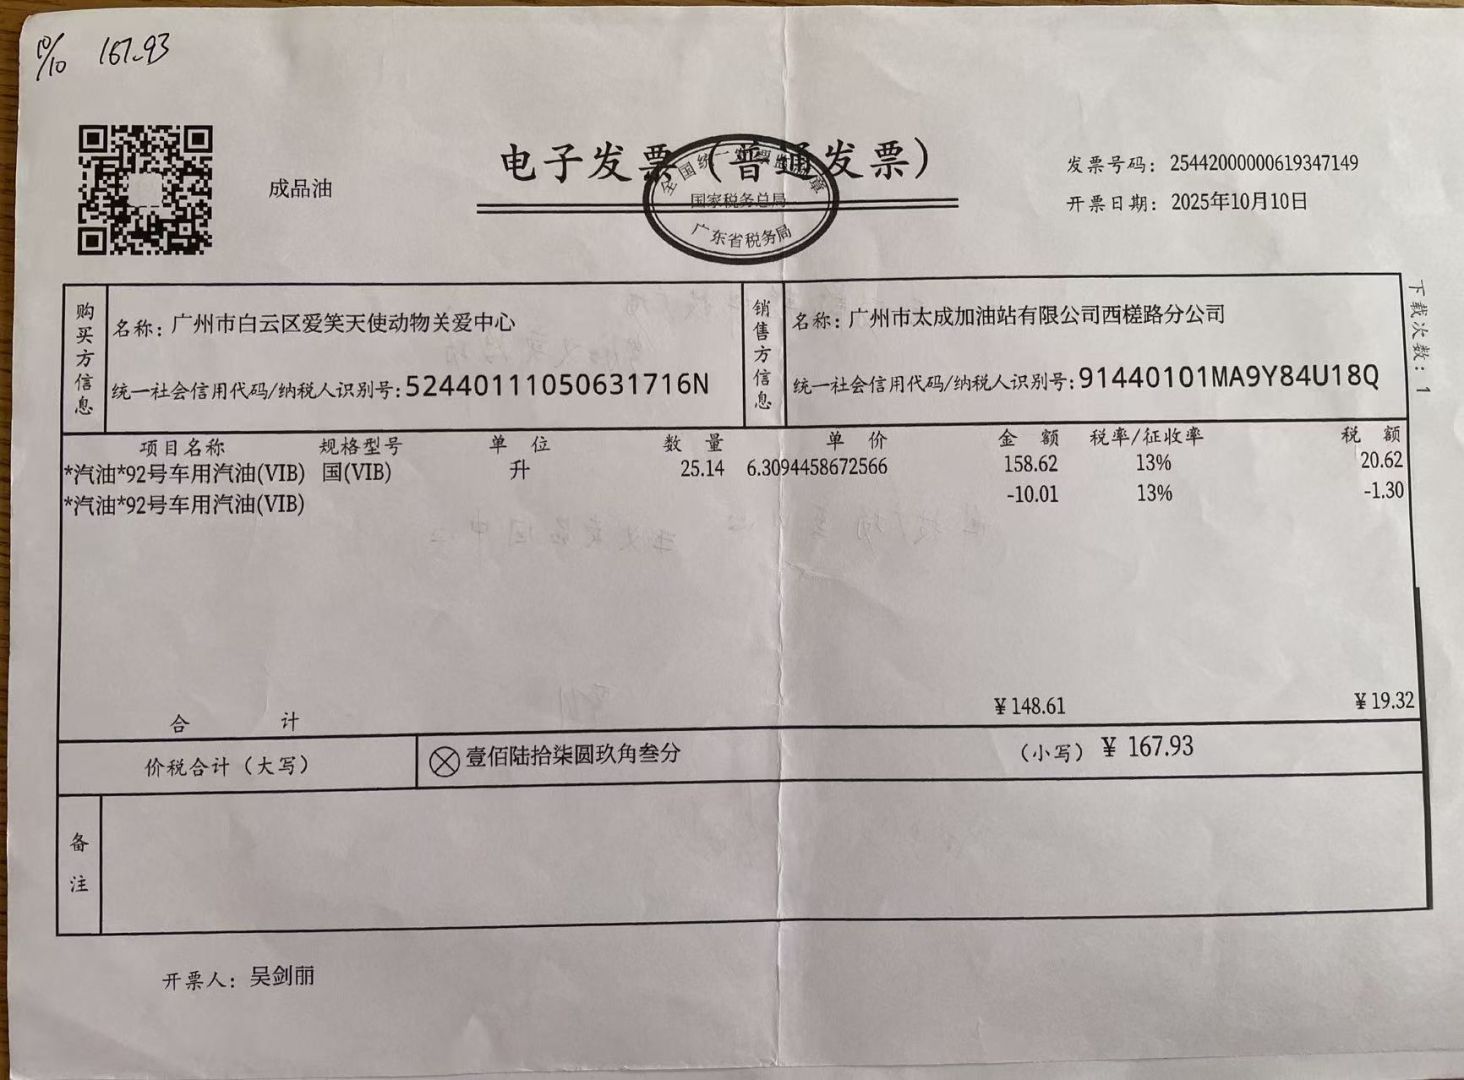 10/10 167.93
成品油
电子发票（普通发票）
全国统一发票监制章
国家税务总局
广东省税务局
发票号码：25442000000619347149
开票日期：2025年10月10日
下载次数：1
购买方信息
名称：广州市白云区爱笑天使动物关爱中心
统一社会信用代码/纳税人识别号：52440111050631716N
销售方信息
名称：广州市太成加油站有限公司西槎路分公司
统一社会信用代码/纳税人识别号：91440101MA9Y84U18Q
项目名称 规格型号 单位 数量 单价 金额 税率/征收率 税额
*汽油*92号车用汽油(VIB) 国(VIB) 升 25.14 6.3094458672566 158.62 13% 20.62
*汽油*92号车用汽油(VIB) -10.01 13% -1.30
合计 ¥148.61 ¥19.32
价税合计（大写） ⊗壹佰陆拾柒圆玖角叁分 （小写）¥ 167.93
备注
开票人：吴剑丽